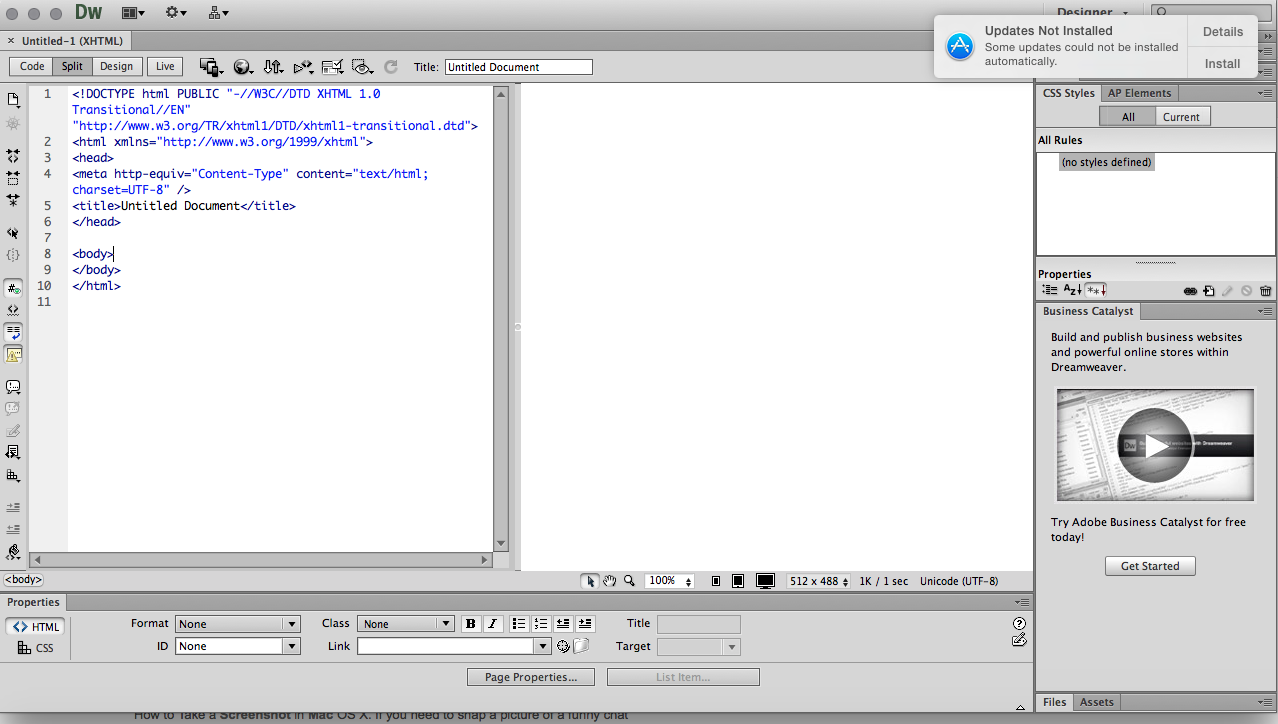 Dw
Designer
× Untitled-1 (XHTML)
Updates Not Installed
Some updates could not be installed
automatically.
Details
Install
Code Split Design Live Title: Untitled Document
1 <!DOCTYPE html PUBLIC "-//W3C//DTD XHTML 1.0
Transitional//EN"
"http://www.w3.org/TR/xhtml1/DTD/xhtml1-transitional.dtd">
2 <html xmlns="http://www.w3.org/1999/xhtml">
3 <head>
4 <meta http-equiv="Content-Type" content="text/html;
charset=UTF-8" />
5 <title>Untitled Document</title>
6 </head>
7
8 <body>
9 </body>
10 </html>
11
CSS Styles AP Elements
All Current
All Rules
(no styles defined)
Properties
Business Catalyst
Build and publish business websites
and powerful online stores within
Dreamweaver.
Dw
Try Adobe Business Catalyst for free
today!
Get Started
<body> 100% 512 x 488 1K / 1 sec Unicode (UTF-8)
Properties
<> HTML Format None Class None B I Title
CSS ID None Link Target
Page Properties... List Item...
Files Assets
How to Take a Screenshot in Mac OS X. If you need to snap a picture of a funny chat